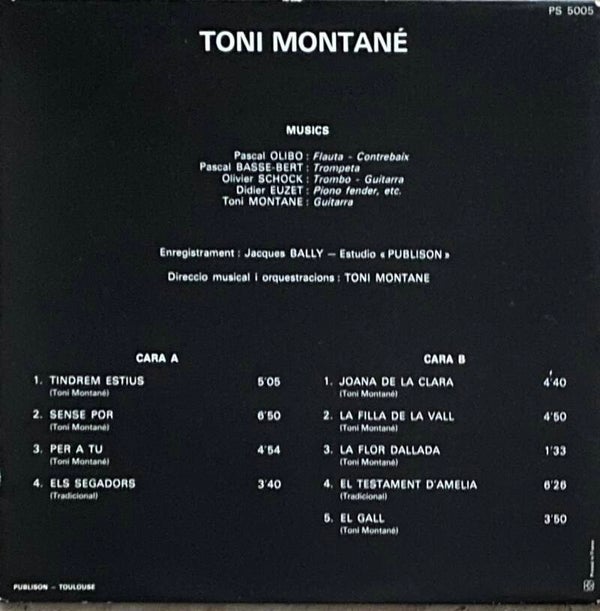 PS 5005
TONI MONTANÉ
MUSICS
Pascal OLIBO : Flauta - Contrebaix
Pascal BASSE-BERT : Trompeta
Olivier SCHOCK : Trombo - Guitarra
Didier EUZET : Piono fender, etc.
Toni MONTANE : Guitarra
Enregistrament : Jacques BALLY — Estudio « PUBLISON »
Direccio musical i orquestracions : TONI MONTANE
CARA A
1. TINDREM ESTIUS 5'05
(Toni Montané)
2. SENSE POR 6'50
(Toni Montané)
3. PER A TU 4'54
(Toni Montané)
4. ELS SEGADORS 3'40
(Tradicional)
CARA B
1. JOANA DE LA CLARA 4'40
(Toni Montané)
2. LA FILLA DE LA VALL 4'50
(Toni Montané)
3. LA FLOR DALLADA 1'33
(Toni Montané)
4. EL TESTAMENT D'AMELIA 6'26
(Tradicional)
5. EL GALL 3'50
(Toni Montané)
PUBLISON - TOULOUSE
Printed in France